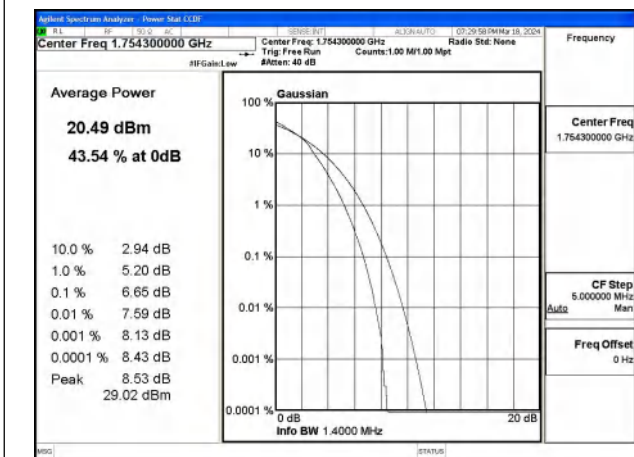 Agilent Spectrum Analyzer - Power Stat CCDF
RL RF 50 Ω AC SENSE:INT ALIGN AUTO 07:29:58 PM Mar 18, 2024
Center Freq 1.754300000 GHz
Center Freq: 1.754300000 GHz Radio Std: None
Trig: Free Run Counts:1.00 M/1.00 Mpt
#IFGain:Low #Atten: 40 dB
Frequency
Average Power
20.49 dBm
43.54 % at 0dB
10.0 % 2.94 dB
1.0 % 5.20 dB
0.1 % 6.65 dB
0.01 % 7.59 dB
0.001 % 8.13 dB
0.0001 % 8.43 dB
Peak 8.53 dB
29.02 dBm
Gaussian
100 %
10 %
1 %
0.1 %
0.01 %
0.001 %
0.0001 %
0 dB 20 dB
Info BW 1.4000 MHz
Center Freq
1.754300000 GHz
CF Step
5.000000 MHz
Auto Man
Freq Offset
0 Hz
MSG STATUS